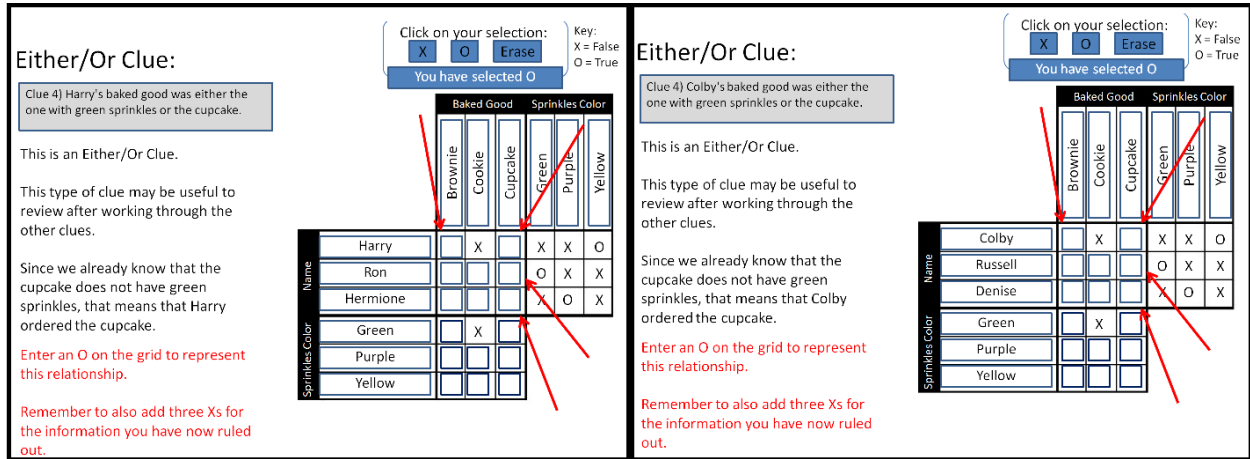 Click on your selection:
X O Erase
You have selected O
Key:
X = False
O = True
Either/Or Clue:
Clue 4) Harry's baked good was either the
one with green sprinkles or the cupcake.
This is an Either/Or Clue.
This type of clue may be useful to
review after working through the
other clues.
Since we already know that the
cupcake does not have green
sprinkles, that means that Harry
ordered the cupcake.
Enter an O on the grid to represent
this relationship.
Remember to also add three Xs for
the information you have now ruled
out.
Baked Good Sprinkles Color
Brownie Cookie Cupcake Green Purple Yellow
Name
Harry X X X O
Ron O X X
Hermione X O X
Sprinkles Color
Green X
Purple
Yellow
Click on your selection:
X O Erase
You have selected O
Key:
X = False
O = True
Either/Or Clue:
Clue 4) Colby's baked good was either the
one with green sprinkles or the cupcake.
This is an Either/Or Clue.
This type of clue may be useful to
review after working through the
other clues.
Since we already know that the
cupcake does not have green
sprinkles, that means that Colby
ordered the cupcake.
Enter an O on the grid to represent
this relationship.
Remember to also add three Xs for
the information you have now ruled
out.
Baked Good Sprinkles Color
Brownie Cookie Cupcake Green Purple Yellow
Name
Colby X X X O
Russell O X X
Denise X O X
Sprinkles Color
Green X
Purple
Yellow